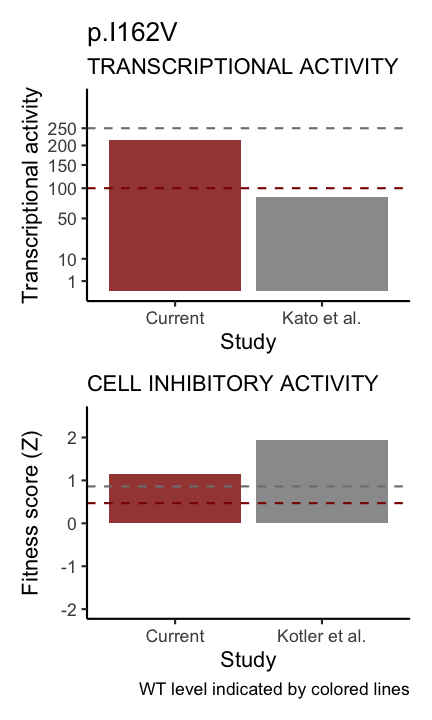 p.I162V
TRANSCRIPTIONAL ACTIVITY
Transcriptional activity
250
200
150
100
50
10
1
Current
Kato et al.
Study
CELL INHIBITORY ACTIVITY
Fitness score (Z)
2
1
0
-1
-2
Current
Kotler et al.
Study
WT level indicated by colored lines